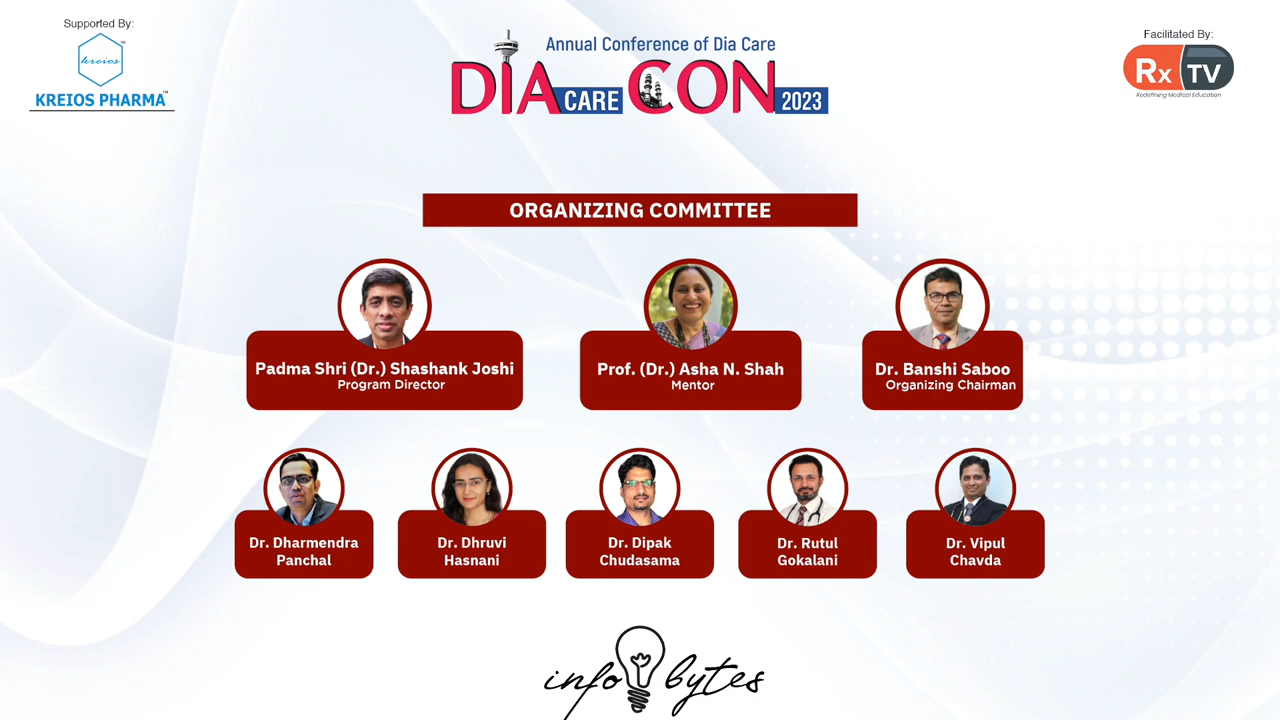 Supported By:
kreios
KREIOS PHARMA™
Annual Conference of Dia Care
DIA CARE CON 2023
Facilitated By:
Rx TV
Redefining Medical Education
ORGANIZING COMMITTEE
Padma Shri (Dr.) Shashank Joshi
Program Director
Prof. (Dr.) Asha N. Shah
Mentor
Dr. Banshi Saboo
Organizing Chairman
Dr. Dharmendra
Panchal
Dr. Dhruvi
Hasnani
Dr. Dipak
Chudasama
Dr. Rutul
Gokalani
Dr. Vipul
Chavda
info bytes